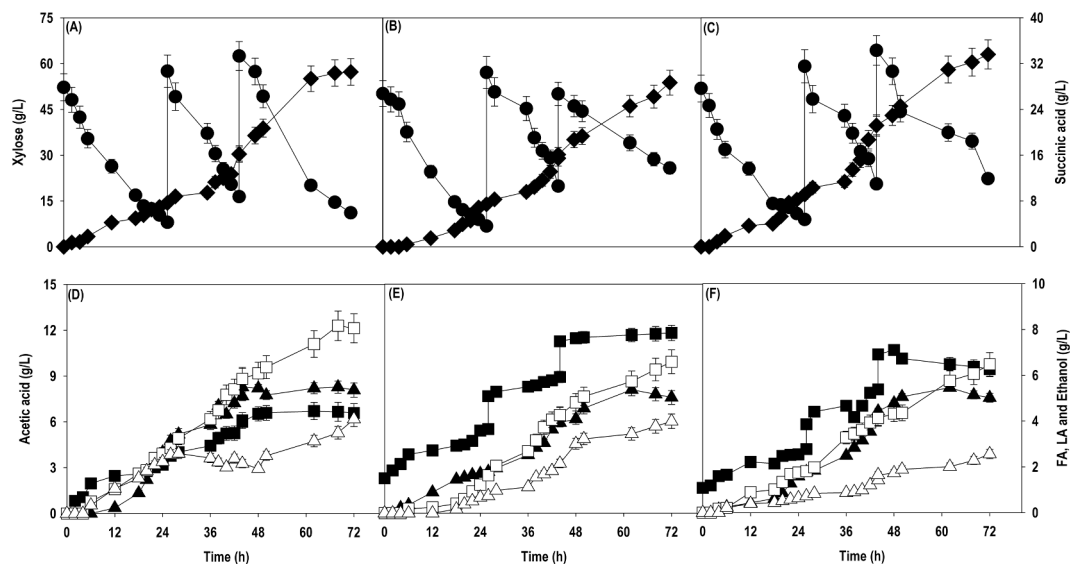 (A)
(B)
(C)
75
60
45
30
15
0
Xylose (g/L)
40
32
24
16
8
0
Succinic acid (g/L)
(D)
(E)
(F)
15
12
9
6
3
0
Acetic acid (g/L)
10
8
6
4
2
0
FA, LA and Ethanol (g/L)
0 12 24 36 48 60 72
0 12 24 36 48 60 72
0 12 24 36 48 60 72
Time (h)
Time (h)
Time (h)